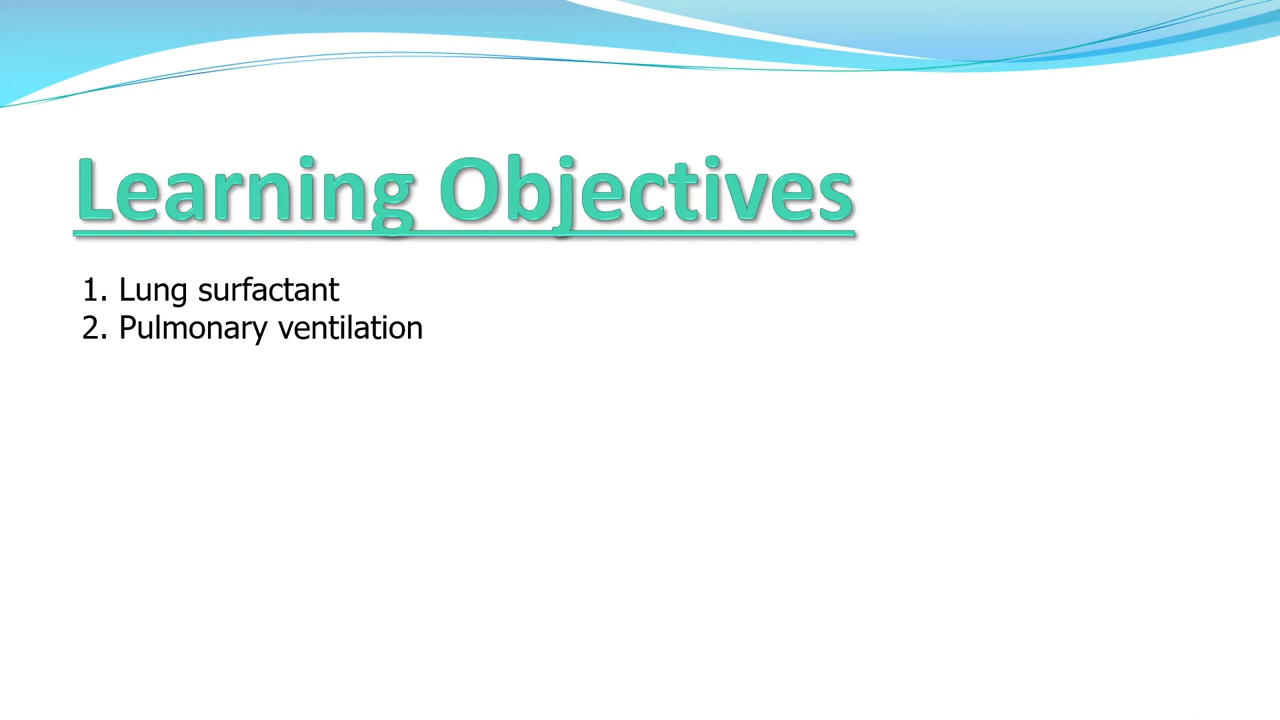 Learning Objectives
1. Lung surfactant
2. Pulmonary ventilation